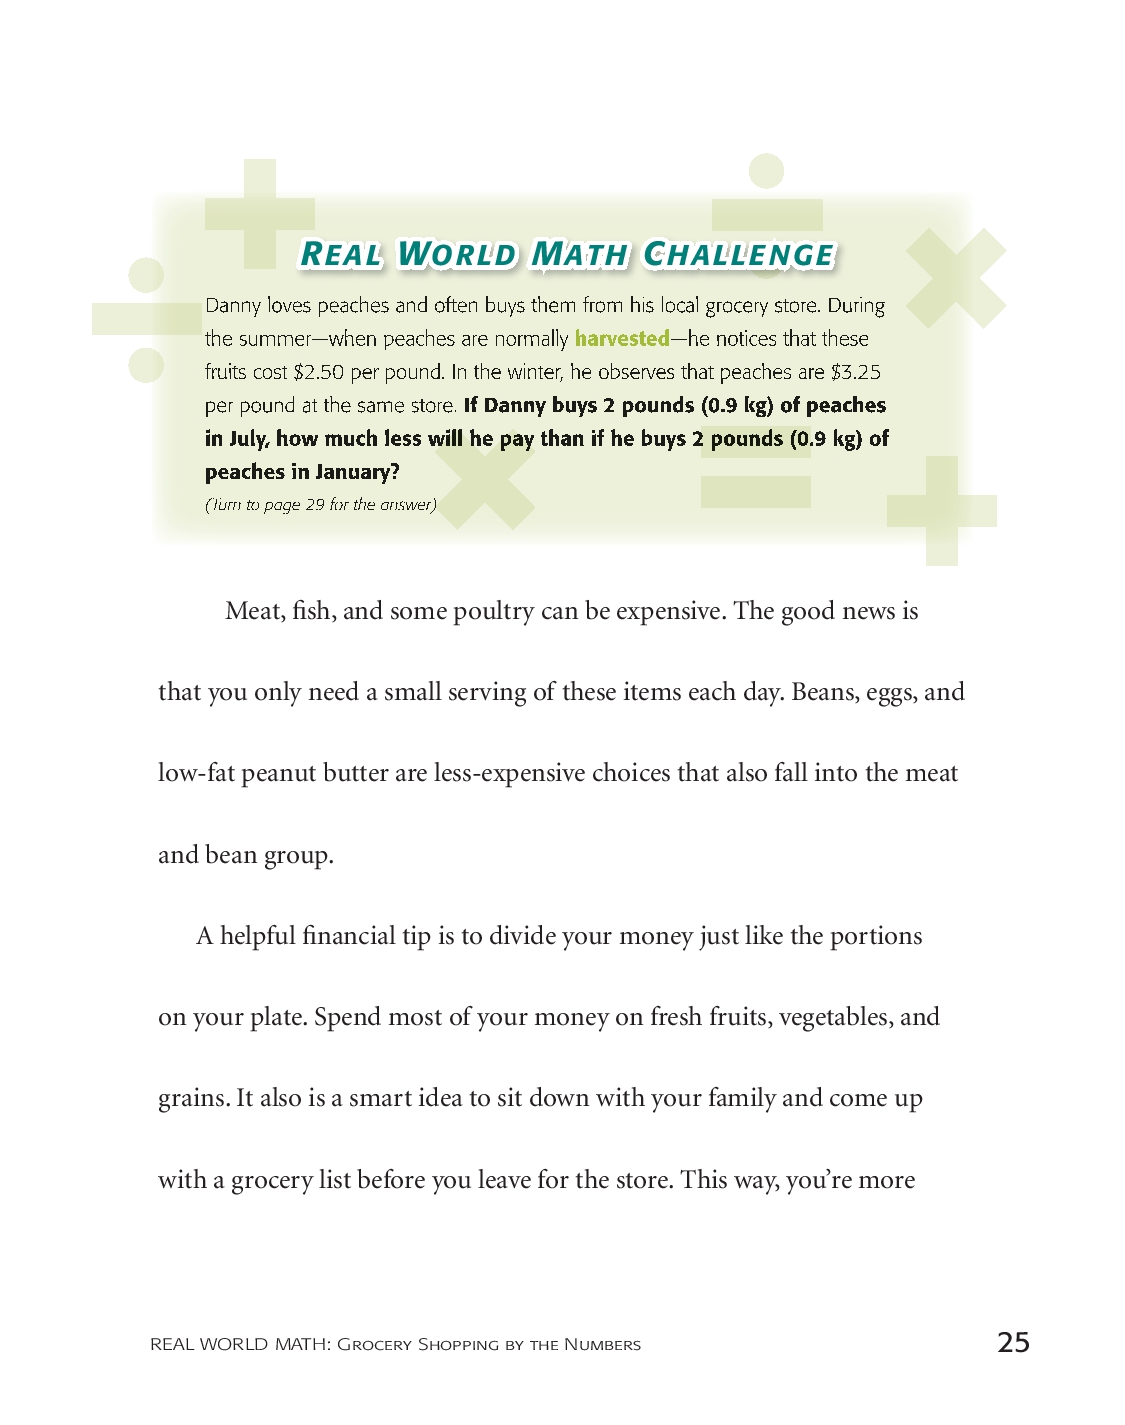 REAL WORLD MATH CHALLENGE
Danny loves peaches and often buys them from his local grocery store. During
the summer—when peaches are normally harvested—he notices that these
fruits cost $2.50 per pound. In the winter, he observes that peaches are $3.25
per pound at the same store. If Danny buys 2 pounds (0.9 kg) of peaches
in July, how much less will he pay than if he buys 2 pounds (0.9 kg) of
peaches in January?
(Turn to page 29 for the answer)
Meat, fish, and some poultry can be expensive. The good news is
that you only need a small serving of these items each day. Beans, eggs, and
low-fat peanut butter are less-expensive choices that also fall into the meat
and bean group.
A helpful financial tip is to divide your money just like the portions
on your plate. Spend most of your money on fresh fruits, vegetables, and
grains. It also is a smart idea to sit down with your family and come up
with a grocery list before you leave for the store. This way, you’re more
REAL WORLD MATH: GROCERY SHOPPING BY THE NUMBERS 25